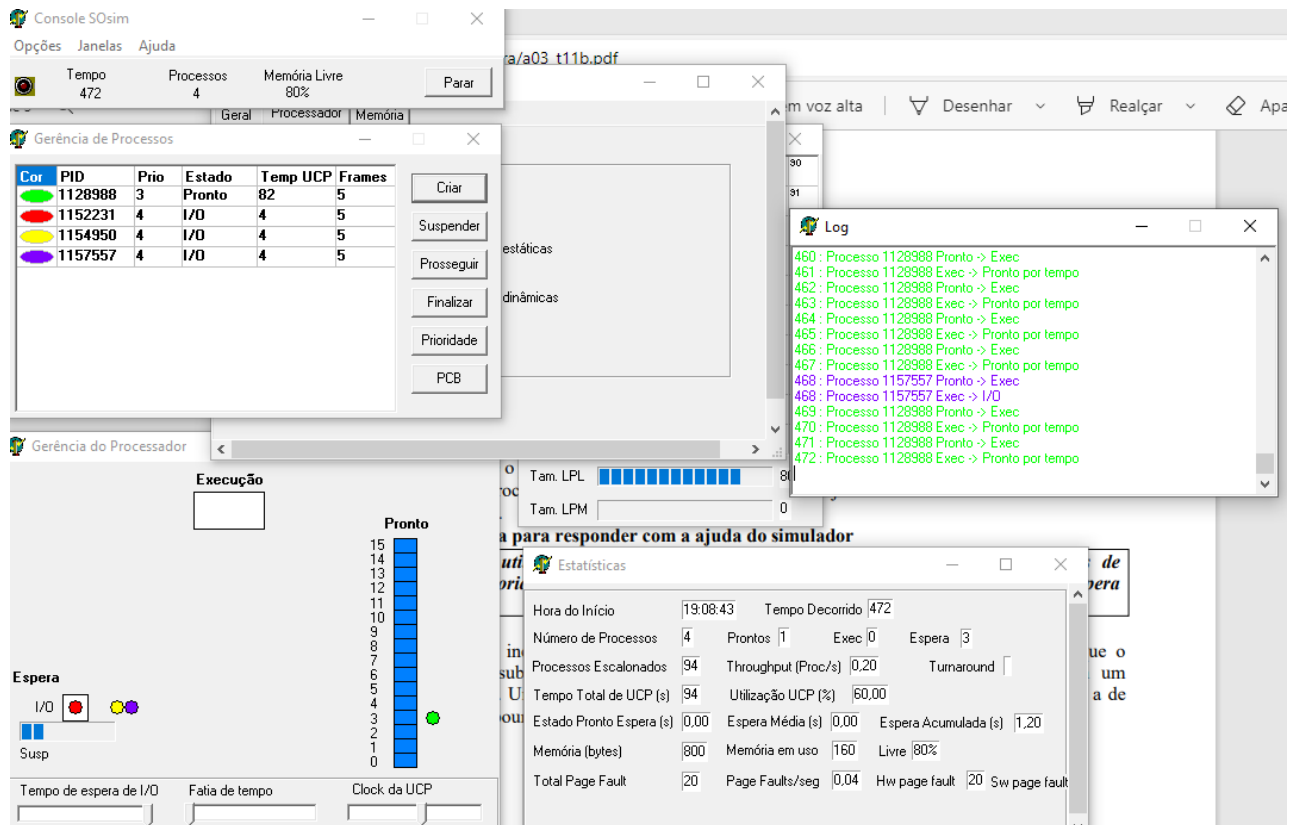 Console SOsim
Opções Janelas Ajuda
Tempo Processos Memória Livre
472 4 80%
Parar
ra/a03_t11b.pdf
Geral Processador Memória
em voz alta Desenhar Realçar Apa
Gerência de Processos
Cor PID Prio Estado Temp UCP Frames
1128988 3 Pronto 82 5
1152231 4 I/O 4 5
1154950 4 I/O 4 5
1157557 4 I/O 4 5
Criar
Suspender
Prosseguir
Finalizar
Prioridade
PCB
estáticas
dinâmicas
90
91
Log
460 : Processo 1128988 Pronto -> Exec
461 : Processo 1128988 Exec -> Pronto por tempo
462 : Processo 1128988 Pronto -> Exec
463 : Processo 1128988 Exec -> Pronto por tempo
464 : Processo 1128988 Pronto -> Exec
465 : Processo 1128988 Exec -> Pronto por tempo
466 : Processo 1128988 Pronto -> Exec
467 : Processo 1128988 Exec -> Pronto por tempo
468 : Processo 1157557 Pronto -> Exec
468 : Processo 1157557 Exec -> I/O
469 : Processo 1128988 Pronto -> Exec
470 : Processo 1128988 Exec -> Pronto por tempo
471 : Processo 1128988 Pronto -> Exec
472 : Processo 1128988 Exec -> Pronto por tempo
Gerência do Processador
Execução
Pronto
15
14
13
12
11
10
9
8
7
6
5
4
3
2
1
0
Espera
I/O
Susp
Tempo de espera de I/O Fatia de tempo Clock da UCP
Tam. LPL
Tam. LPM 0
a para responder com a ajuda do simulador
de
pera
ue o
um
a de
Estatísticas
Hora do Início 19:08:43 Tempo Decorrido 472
Número de Processos 4 Prontos 1 Exec 0 Espera 3
Processos Escalonados 94 Throughput (Proc/s) 0,20 Turnaround
Tempo Total de UCP (s) 94 Utilização UCP (%) 60,00
Estado Pronto Espera (s) 0,00 Espera Média (s) 0,00 Espera Acumulada (s) 1,20
Memória (bytes) 800 Memória em uso 160 Livre 80%
Total Page Fault 20 Page Faults/seg 0,04 Hw page fault 20 Sw page fault